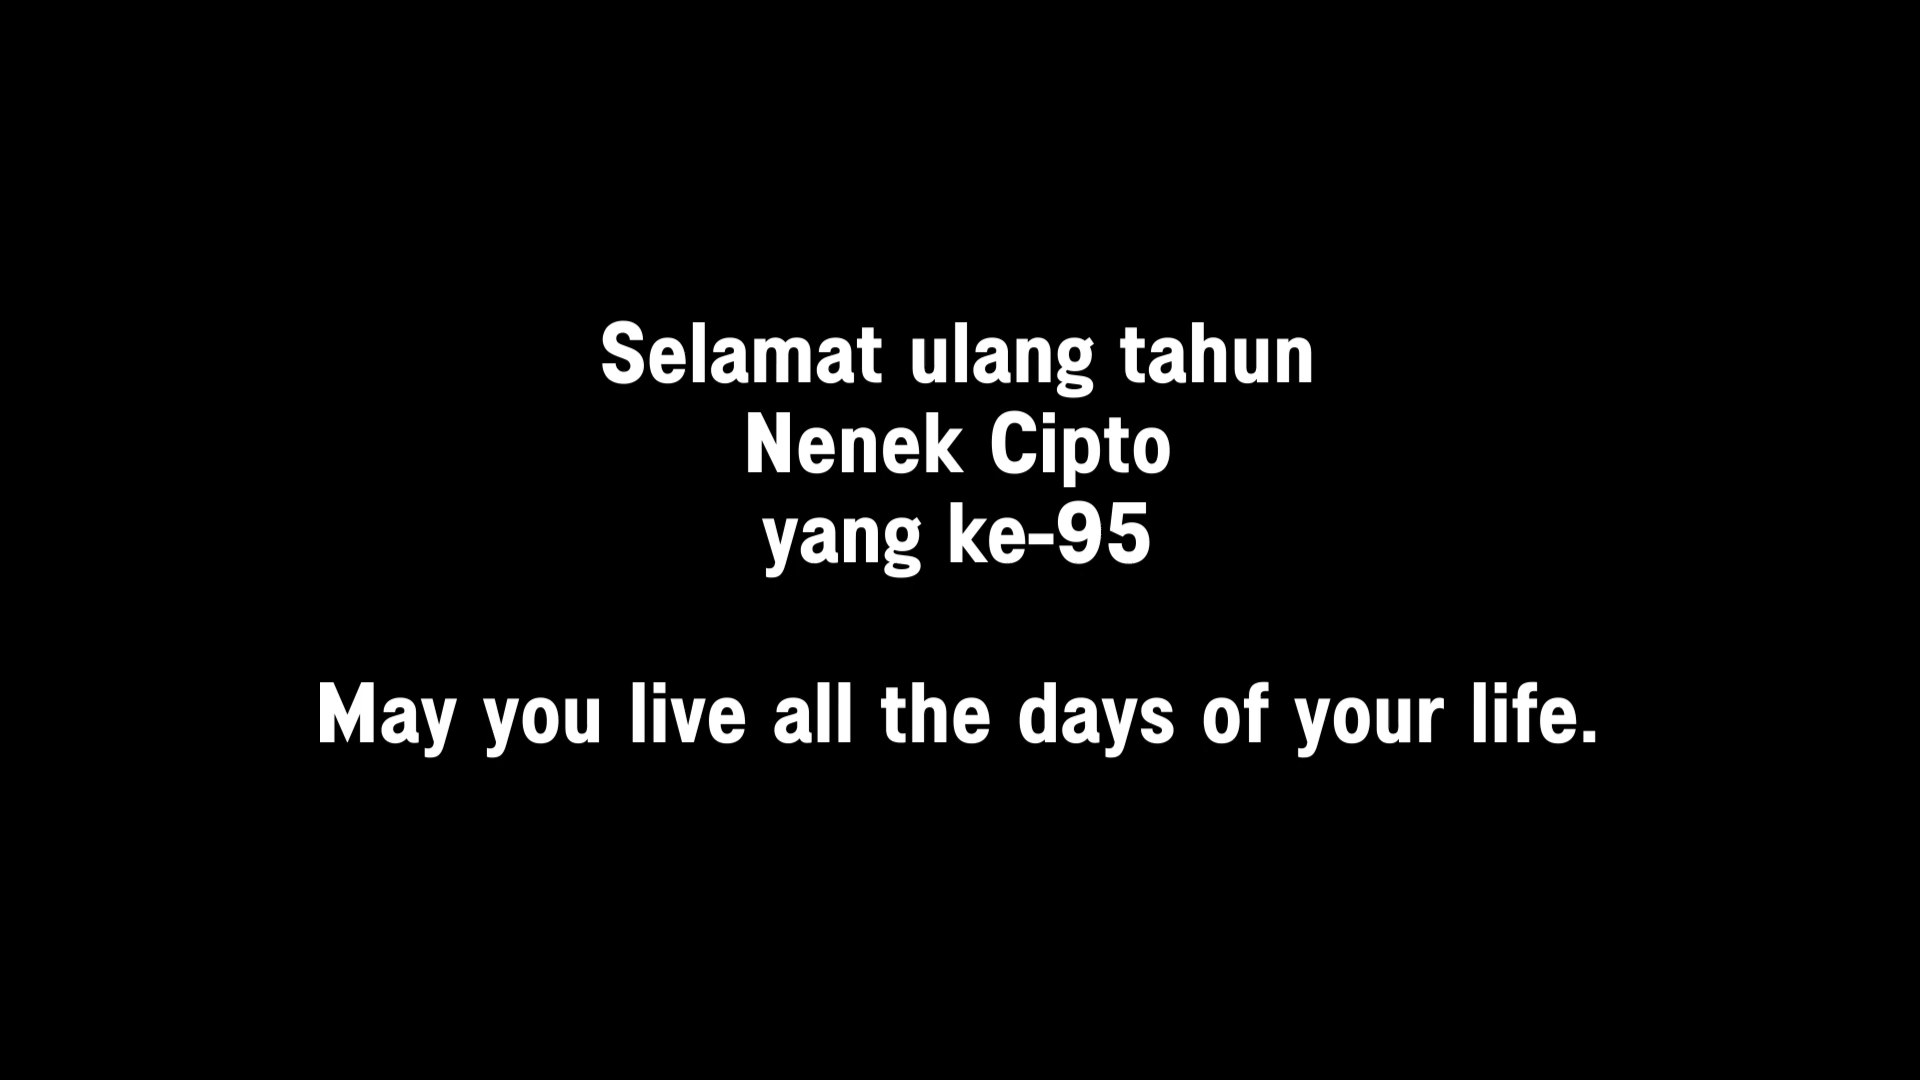 Selamat ulang tahun
Nenek Cipto
yang ke-95
May you live all the days of your life.